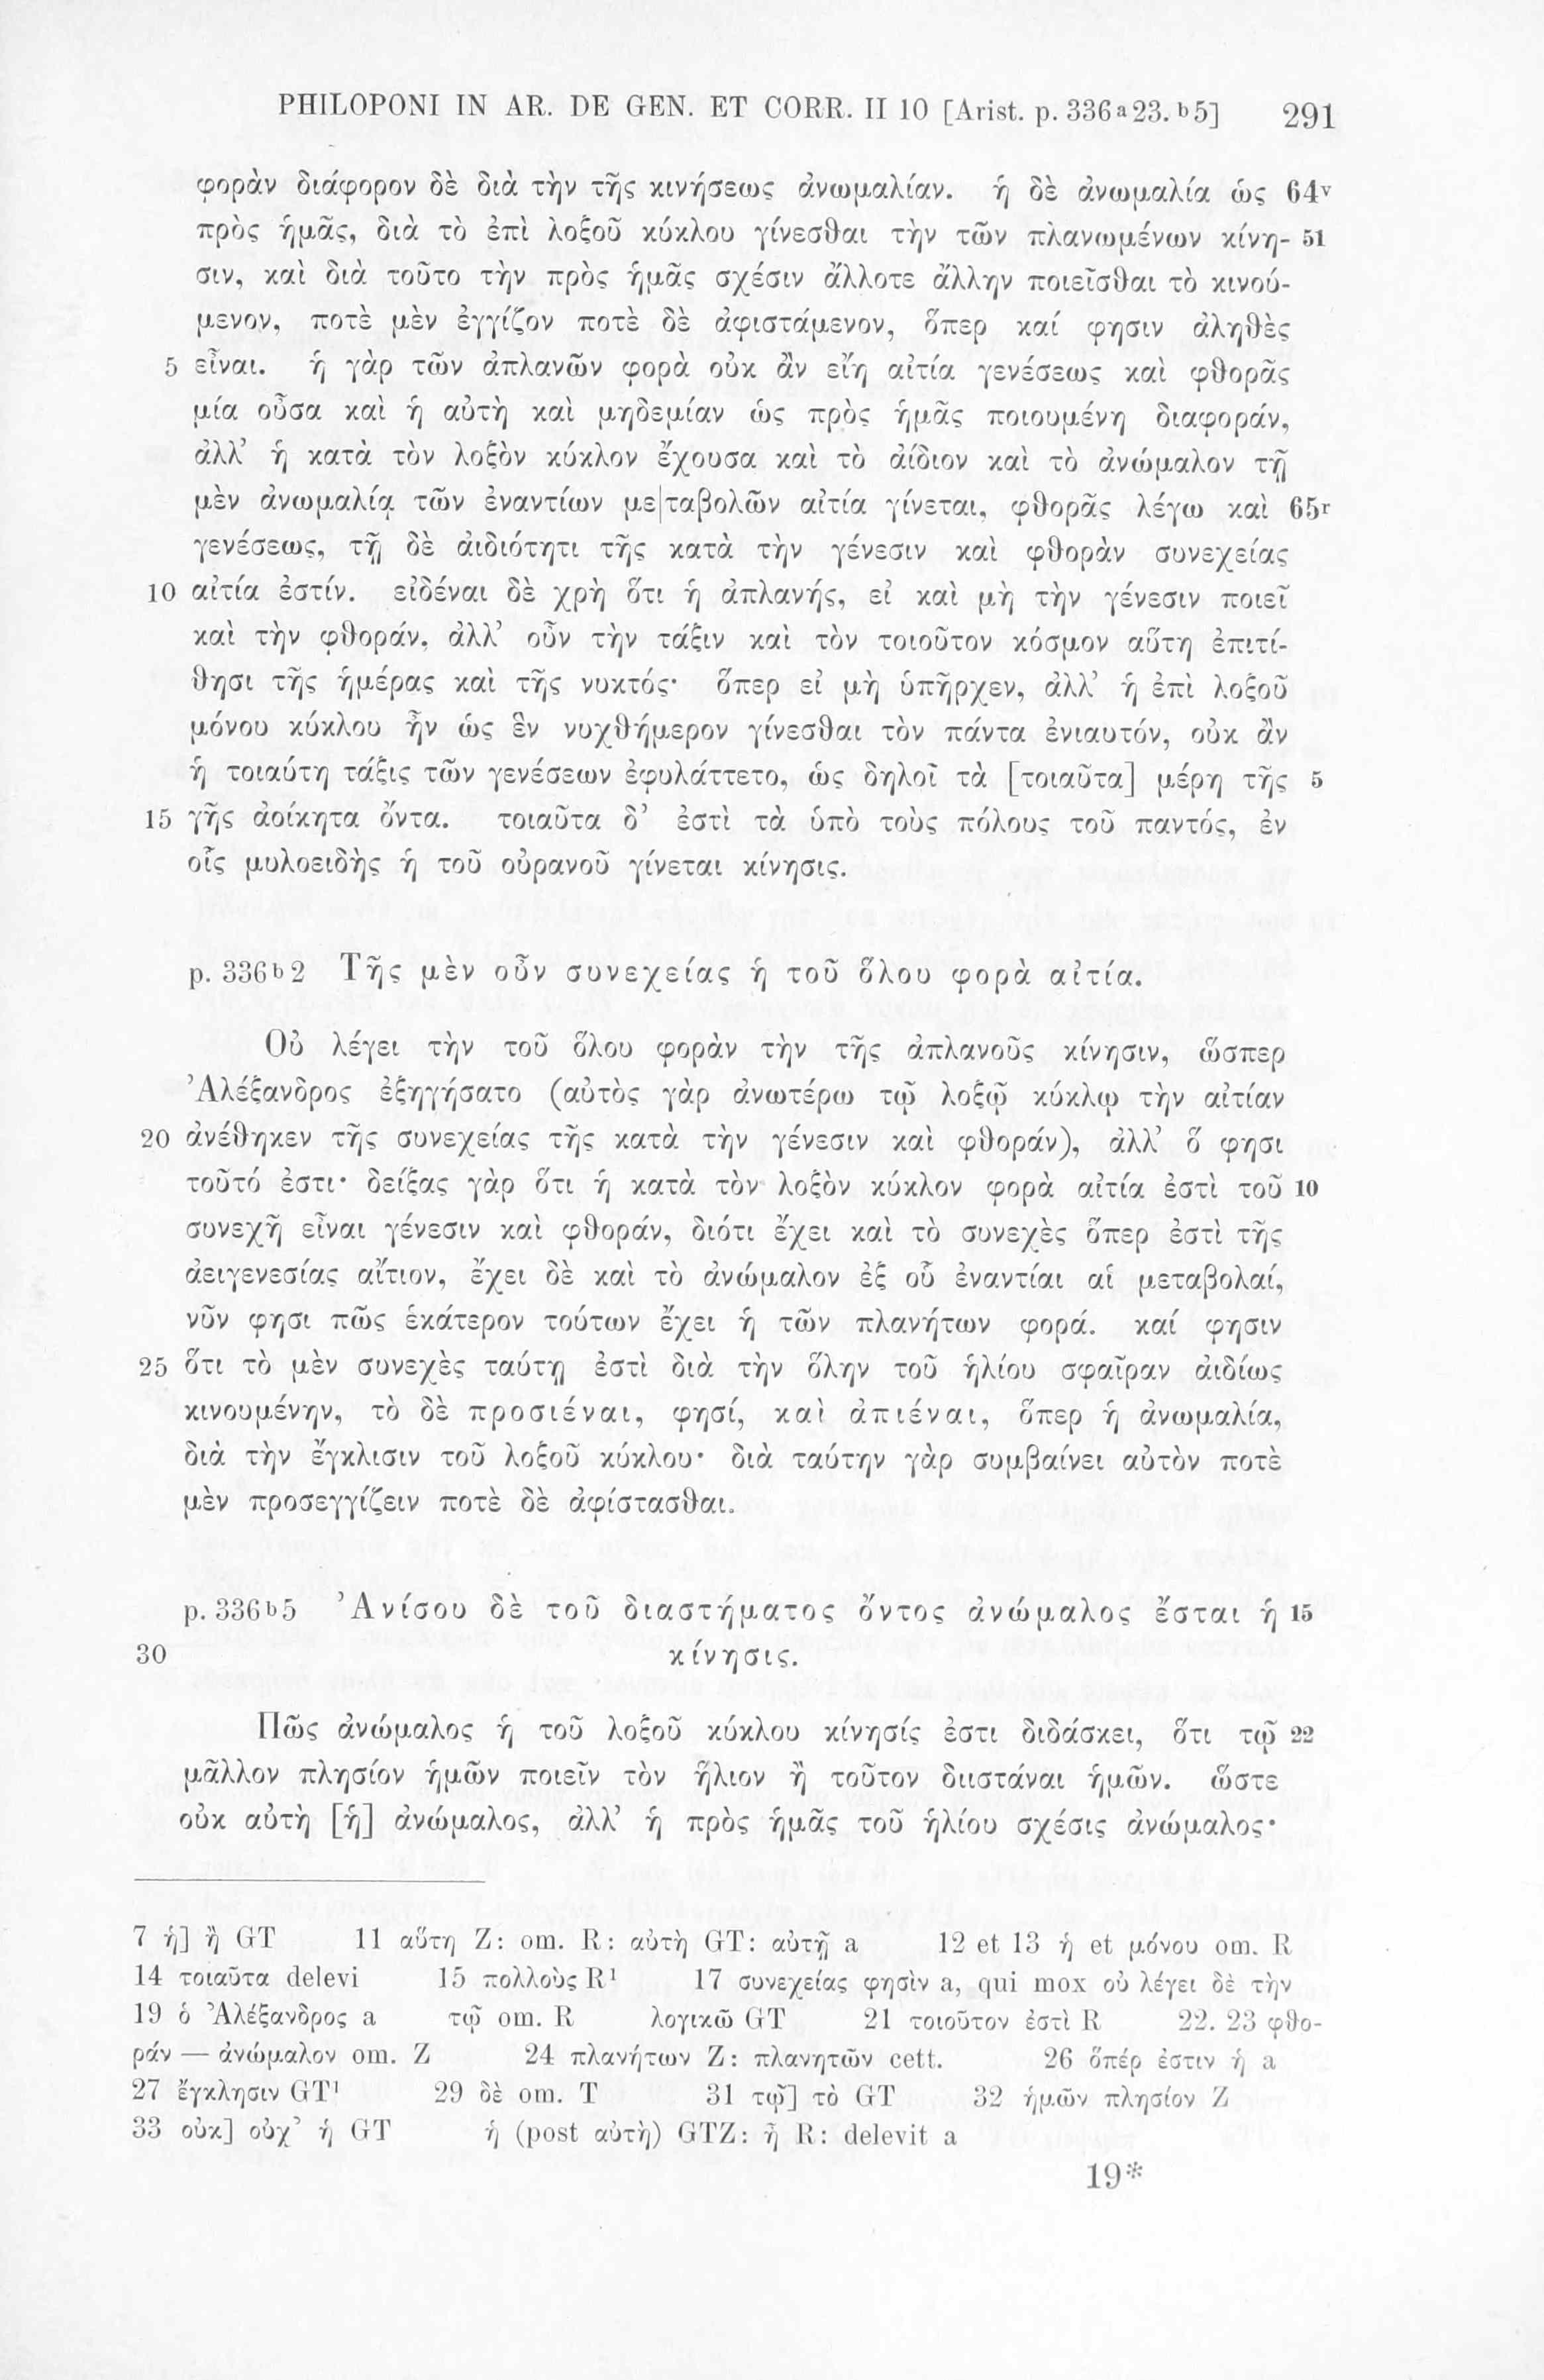 PHILOPONI IN AR. DE GEN. ET CORR. II 10 [Arist. p. 336a23. b5] 291
φορὰν διάφορον δὲ διὰ τὴν τῆς κινήσεως ἀνωμαλίαν. ἡ δὲ ἀνωμαλία ὡς 64v
πρὸς ἡμᾶς, διὰ τὸ ἐπὶ λοξοῦ κύκλου γίνεσθαι τὴν τῶν πλανωμένων κίνη- 51
σιν, καὶ διὰ τοῦτο τὴν πρὸς ἡμᾶς σχέσιν ἄλλοτε ἄλλην ποιεῖσθαι τὸ κινού-
μενον, ποτὲ μὲν ἐγγίζον ποτὲ δὲ ἀφιστάμενον, ὅπερ καί φησιν ἀληθὲς
5 εἶναι. ἡ γὰρ τῶν ἀπλανῶν φορὰ οὐκ ἂν εἴη αἰτία γενέσεως καὶ φθορᾶς
μία οὖσα καὶ ἡ αὐτὴ καὶ μηδεμίαν ὡς πρὸς ἡμᾶς ποιουμένη διαφοράν,
ἀλλ’ ἡ κατὰ τὸν λοξὸν κύκλον ἔχουσα καὶ τὸ ἀίδιον καὶ τὸ ἀνώμαλον τῇ
μὲν ἀνωμαλίᾳ τῶν ἐναντίων με|ταβολῶν αἰτία γίνεται, φθορᾶς λέγω καὶ 65r
γενέσεως, τῇ δὲ ἀιδιότητι τῆς κατὰ τὴν γένεσιν καὶ φθορὰν συνεχείας
10 αἰτία ἐστίν. εἰδέναι δὲ χρὴ ὅτι ἡ ἀπλανής, εἰ καὶ μὴ τὴν γένεσιν ποιεῖ
καὶ τὴν φθοράν, ἀλλ’ οὖν τὴν τάξιν καὶ τὸν τοιοῦτον κόσμον αὕτη ἐπιτί-
θησι τῆς ἡμέρας καὶ τῆς νυκτός· ὅπερ εἰ μὴ ὑπῆρχεν, ἀλλ’ ἡ ἐπὶ λοξοῦ
μόνου κύκλου ἦν ὡς ἓν νυχθήμερον γίνεσθαι τὸν πάντα ἐνιαυτόν, οὐκ ἂν
ἡ τοιαύτη τάξις τῶν γενέσεων ἐφυλάττετο, ὡς δηλοῖ τὰ [τοιαῦτα] μέρη τῆς 5
15 γῆς ἀοίκητα ὄντα. τοιαῦτα δ’ ἐστὶ τὰ ὑπὸ τοὺς πόλους τοῦ παντός, ἐν
οἷς μυλοειδὴς ἡ τοῦ οὐρανοῦ γίνεται κίνησις.
p. 336b2 Τῆς μὲν οὖν συνεχείας ἡ τοῦ ὅλου φορὰ αἰτία.
Οὐ λέγει τὴν τοῦ ὅλου φορὰν τὴν τῆς ἀπλανοῦς κίνησιν, ὥσπερ
Ἀλέξανδρος ἐξηγήσατο (αὐτὸς γὰρ ἀνωτέρω τῷ λοξῷ κύκλῳ τὴν αἰτίαν
20 ἀνέθηκεν τῆς συνεχείας τῆς κατὰ τὴν γένεσιν καὶ φθοράν), ἀλλ’ ὅ φησι
τοῦτό ἐστι· δείξας γὰρ ὅτι ἡ κατὰ τὸν λοξὸν κύκλον φορὰ αἰτία ἐστὶ τοῦ 10
συνεχῆ εἶναι γένεσιν καὶ φθοράν, διότι ἔχει καὶ τὸ συνεχὲς ὅπερ ἐστὶ τῆς
ἀειγενεσίας αἴτιον, ἔχει δὲ καὶ τὸ ἀνώμαλον ἐξ οὗ ἐναντίαι αἱ μεταβολαί,
νῦν φησι πῶς ἑκάτερον τούτων ἔχει ἡ τῶν πλανήτων φορά. καί φησιν
25 ὅτι τὸ μὲν συνεχὲς ταύτῃ ἐστὶ διὰ τὴν ὅλην τοῦ ἡλίου σφαῖραν ἀιδίως
κινουμένην, τὸ δὲ προσιέναι, φησί, καὶ ἀπιέναι, ὅπερ ἡ ἀνωμαλία,
διὰ τὴν ἔγκλισιν τοῦ λοξοῦ κύκλου· διὰ ταύτην γὰρ συμβαίνει αὐτὸν ποτὲ
μὲν προσεγγίζειν ποτὲ δὲ ἀφίστασθαι.
p. 336b5 Ἀνίσου δὲ τοῦ διαστήματος ὄντος ἀνώμαλος ἔσται ἡ 15
30 κίνησις.
Πῶς ἀνώμαλος ἡ τοῦ λοξοῦ κύκλου κίνησίς ἐστι διδάσκει, ὅτι τῷ 22
μᾶλλον πλησίον ἡμῶν ποιεῖν τὸν ἥλιον ἢ τοῦτον διιστάναι ἡμῶν. ὥστε
οὐκ αὐτὴ [ἡ] ἀνώμαλος, ἀλλ’ ἡ πρὸς ἡμᾶς τοῦ ἡλίου σχέσις ἀνώμαλος·
7 ἡ] ἢ GT 11 αὕτη Z: om. R: αὐτὴ GT: αὐτῇ a 12 et 13 ἡ et μόνου om. R
14 τοιαῦτα delevi 15 πολλοὺς R1 17 συνεχείας φησὶν a, qui mox οὐ λέγει δὲ τὴν
19 ὁ Ἀλέξανδρος a τῷ om. R λογικῶ GT 21 τοιοῦτον ἐστὶ R 22. 23 φθο-
ράν — ἀνώμαλον om. Z 24 πλανήτων Z: πλανητῶν cett. 26 ὅπέρ ἐστιν ἡ a
27 ἔγκλησιν GT1 29 δὲ om. T 31 τῷ] τὸ GT 32 ἡμῶν πλησίον Z
33 οὐκ] οὐχ’ ἡ GT ἡ (post αὐτὴ) GTZ: ἦ R: delevit a
19*